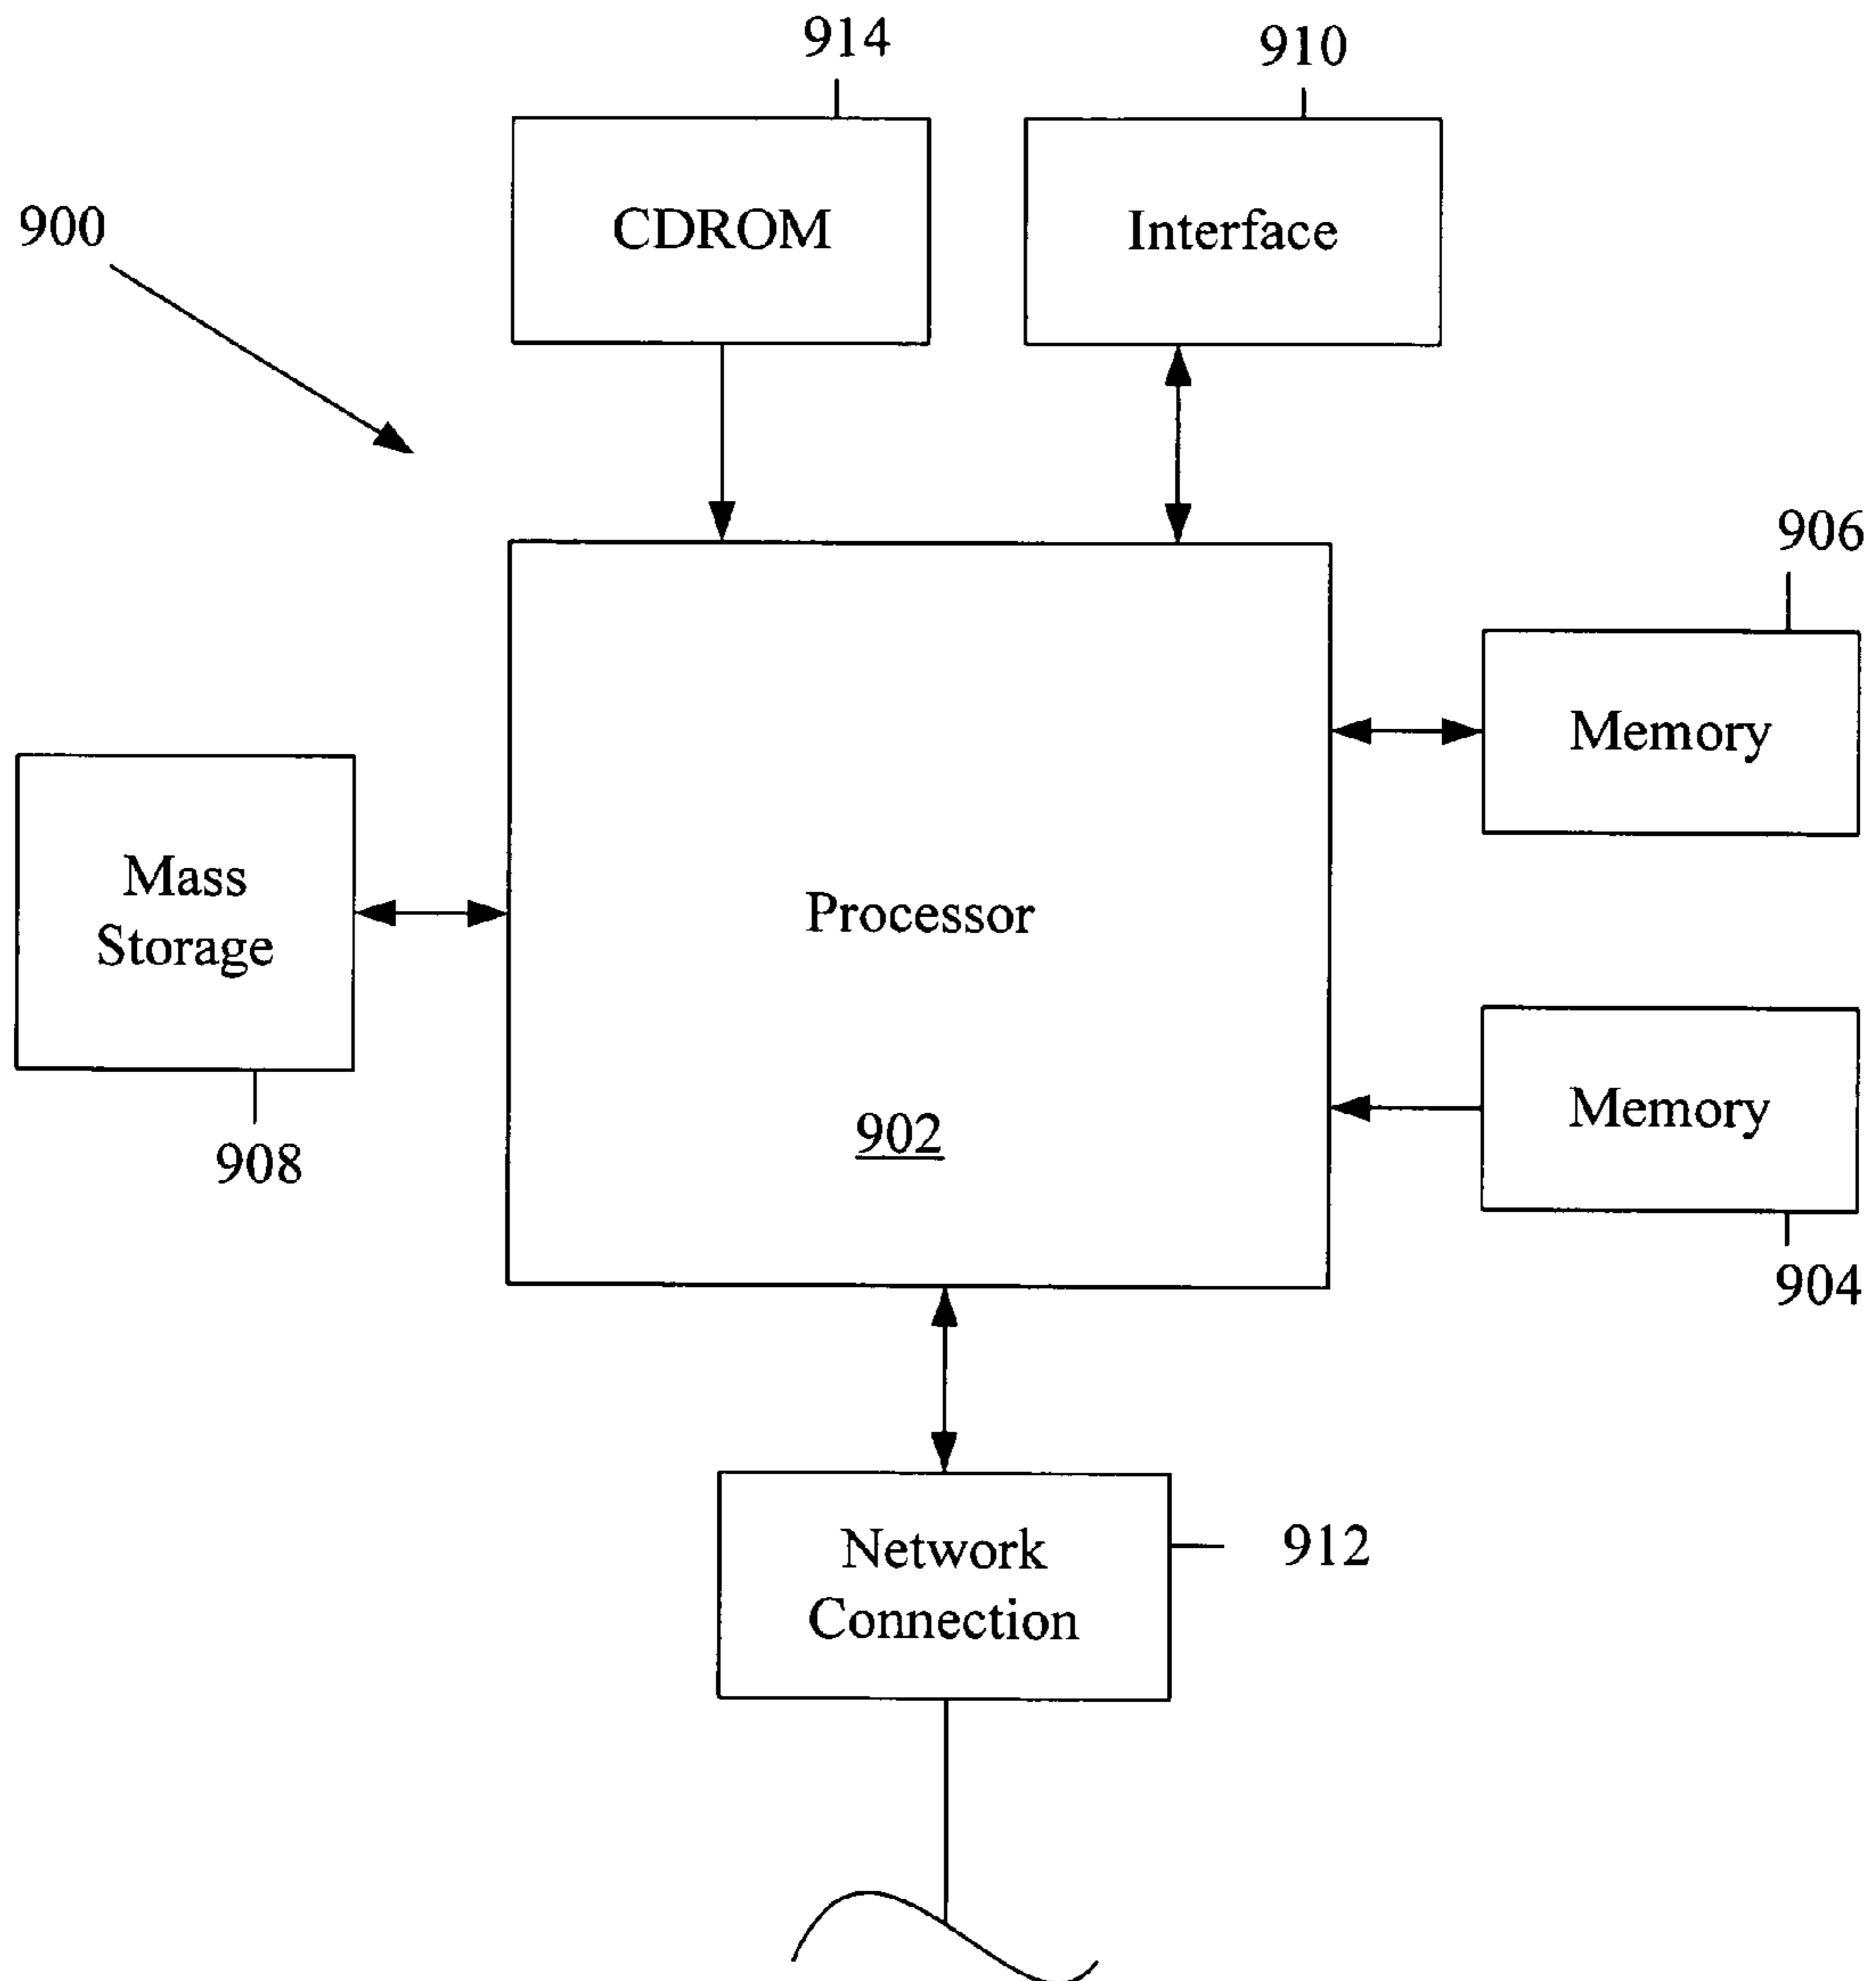 914
910
900
CDROM
Interface
906
Memory
Mass
Storage
Processor
Memory
902
908
904
Network
Connection
912